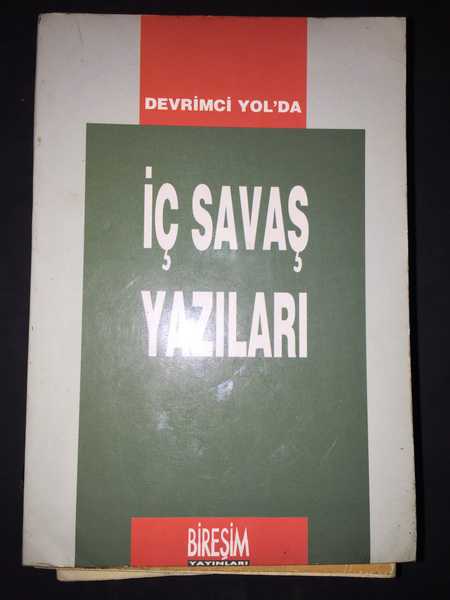 DEVRİMCİ YOL'DA
İÇ SAVAŞ
YAZILARI
BİREŞİM
YAYINLARI